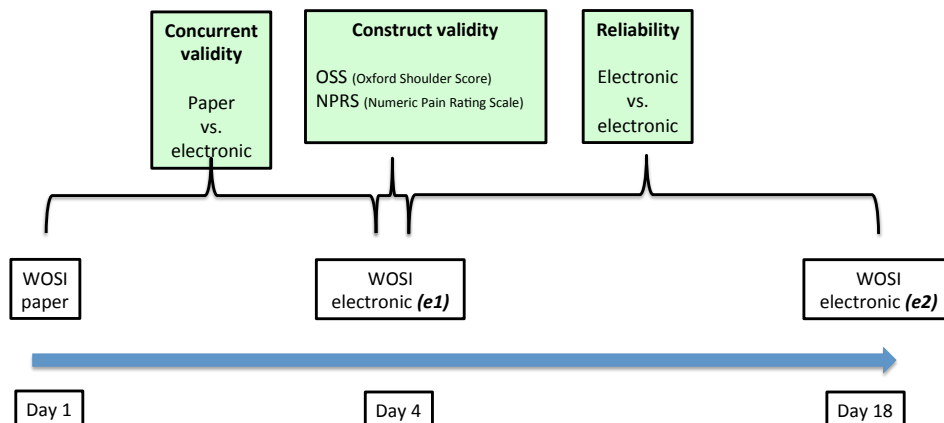 Concurrent
validity
Paper
vs.
electronic
Construct validity
OSS (Oxford Shoulder Score)
NPRS (Numeric Pain Rating Scale)
Reliability
Electronic
vs.
electronic
WOSI
paper
WOSI
electronic (e1)
WOSI
electronic (e2)
Day 1
Day 4
Day 18